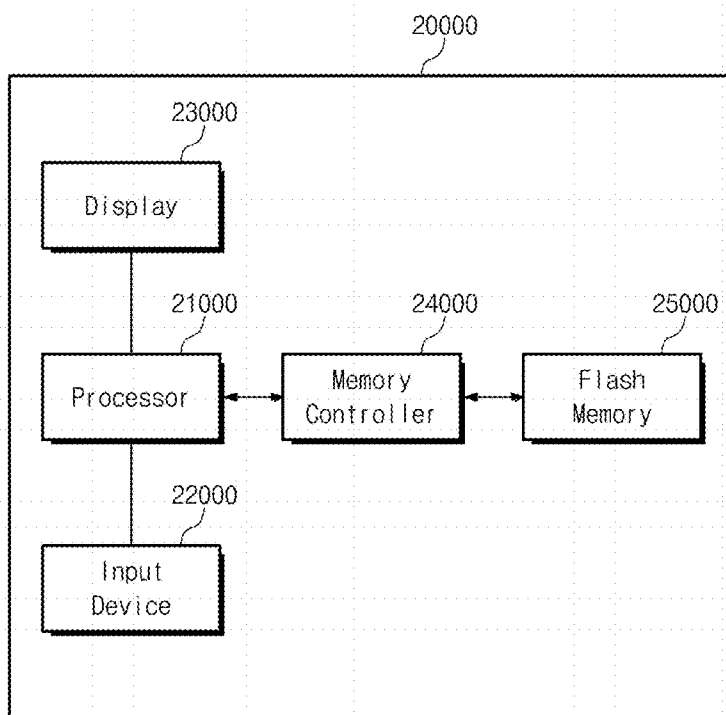 20000
23000
Display
21000
24000
25000
Processor
Memory
Controller
Flash
Memory
22000
Input
Device